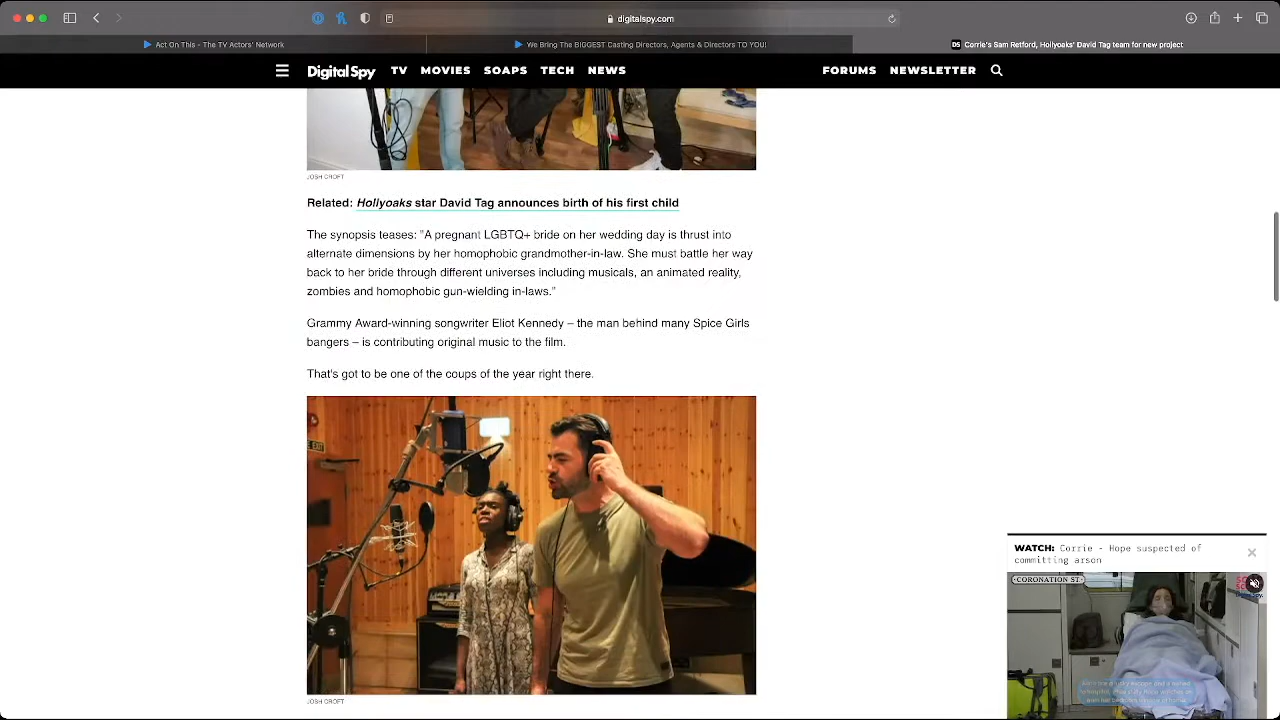 digitalspy.com
Act On This - The TV Actors' Network
We Bring The BIGGEST Casting Directors, Agents & Directors TO YOU!
DS Corrie's Sam Retford, Hollyoaks' David Tag team for new project
DigitalSpy TV MOVIES SOAPS TECH NEWS FORUMS NEWSLETTER
JOSH CROFT
Related: Hollyoaks star David Tag announces birth of his first child
The synopsis teases: "A pregnant LGBTQ+ bride on her wedding day is thrust into
alternate dimensions by her homophobic grandmother-in-law. She must battle her way
back to her bride through different universes including musicals, an animated reality,
zombies and homophobic gun-wielding in-laws."
Grammy Award-winning songwriter Eliot Kennedy – the man behind many Spice Girls
bangers – is contributing original music to the film.
That's got to be one of the coups of the year right there.
EXIT
JOSH CROFT
WATCH: Corrie - Hope suspected of
committing arson
CORONATION ST.